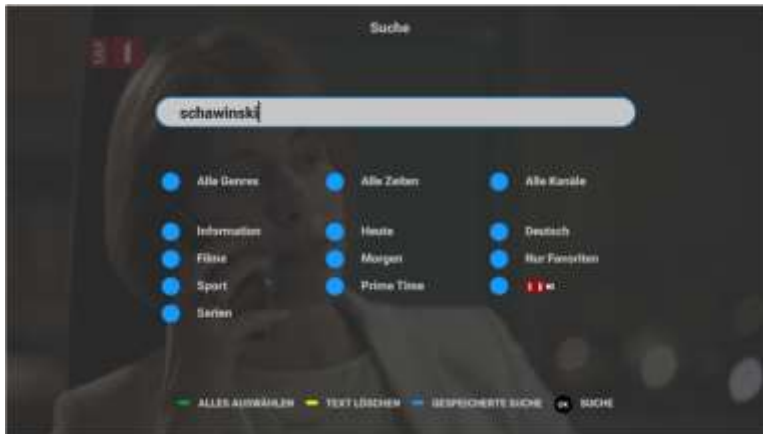 Suche
schawinski
Alle Genres Alle Zeiten Alle Kanäle
Information Heute Deutsch
Filme Morgen Nur Favoriten
Sport Prime Time
Serien
ALLES AUSWÄHLEN TEXT LÖSCHEN GESPEICHERTE SUCHE OK SUCHE